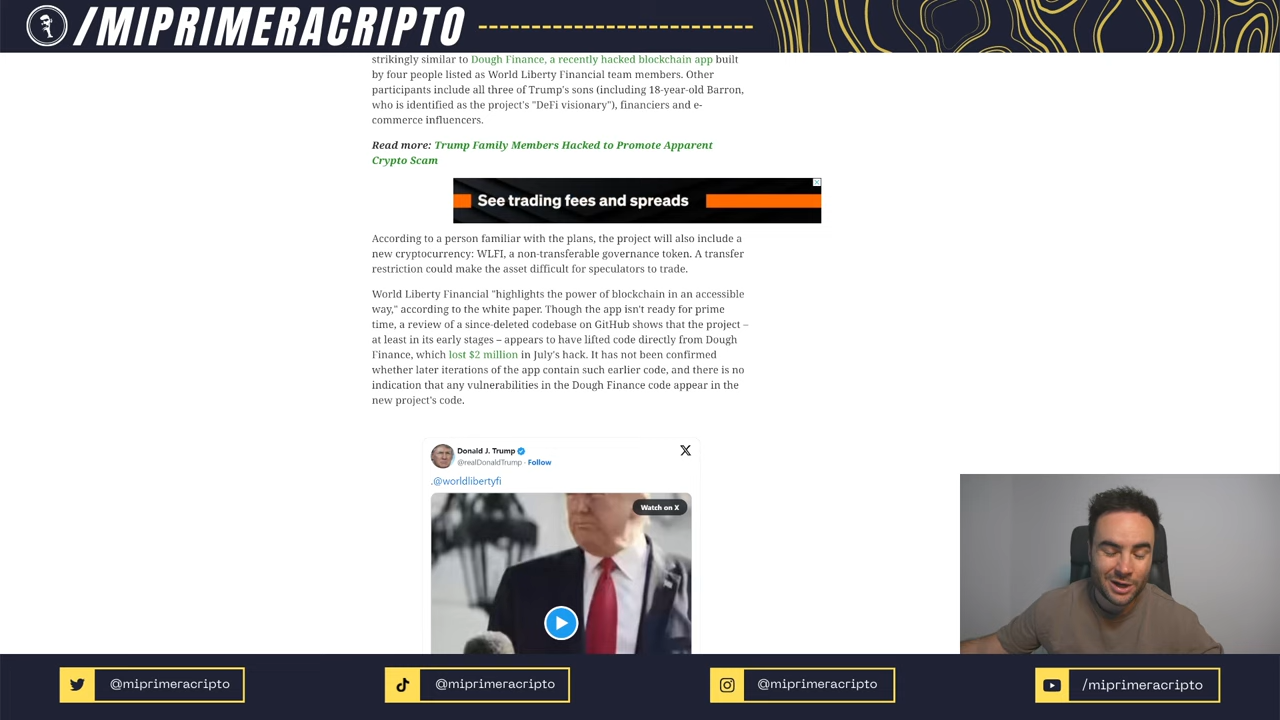 /MIPRIMERACRIPTO
strikingly similar to Dough Finance, a recently hacked blockchain app built
by four people listed as World Liberty Financial team members. Other
participants include all three of Trump's sons (including 18-year-old Barron,
who is identified as the project's "DeFi visionary"), financiers and e-
commerce influencers.
Read more: Trump Family Members Hacked to Promote Apparent
Crypto Scam
See trading fees and spreads
According to a person familiar with the plans, the project will also include a
new cryptocurrency: WLFI, a non-transferable governance token. A transfer
restriction could make the asset difficult for speculators to trade.
World Liberty Financial "highlights the power of blockchain in an accessible
way," according to the white paper. Though the app isn't ready for prime
time, a review of a since-deleted codebase on GitHub shows that the project –
at least in its early stages – appears to have lifted code directly from Dough
Finance, which lost $2 million in July's hack. It has not been confirmed
whether later iterations of the app contain such earlier code, and there is no
indication that any vulnerabilities in the Dough Finance code appear in the
new project's code.
Donald J. Trump
@realDonaldTrump · Follow
.@worldlibertyfi
Watch on X
@miprimeracripto
@miprimeracripto
@miprimeracripto
/miprimeracripto